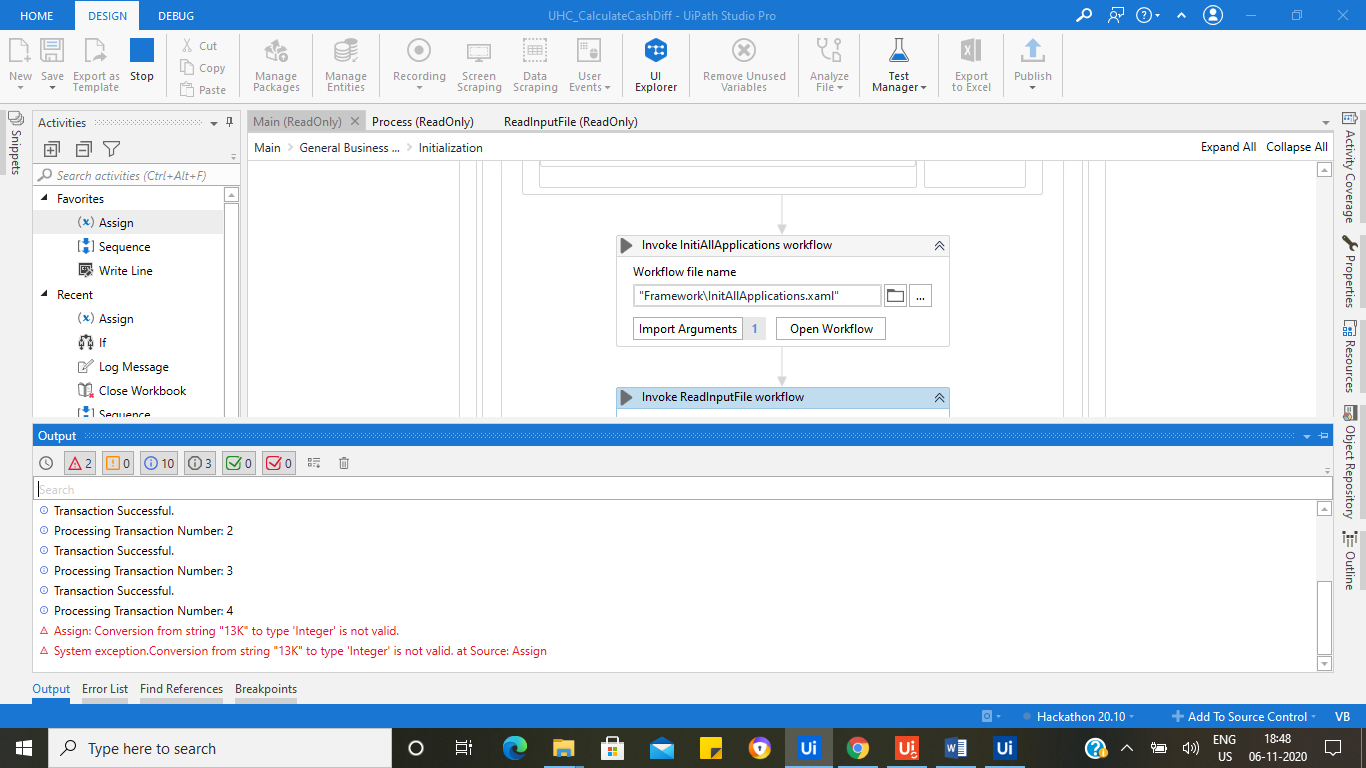 HOME DESIGN DEBUG UHC_CalculateCashDiff - UiPath Studio Pro
New Save Export as Template Stop Cut Copy Paste Manage Packages Manage Entities Recording Screen Scraping Data Scraping User Events UI Explorer Remove Unused Variables Analyze File Test Manager Export to Excel Publish
Snippets
Activities
Search activities (Ctrl+Alt+F)
Favorites
Assign
Sequence
Write Line
Recent
Assign
If
Log Message
Close Workbook
Sequence
Main (ReadOnly) Process (ReadOnly) ReadInputFile (ReadOnly)
Main > General Business ... > Initialization Expand All Collapse All
Invoke InitiAllApplications workflow
Workflow file name
"Framework\InitAllApplications.xaml" ...
Import Arguments 1 Open Workflow
Invoke ReadInputFile workflow
Activity Coverage
Properties
Resources
Object Repository
Outline
Output
2 0 10 3 0 0
Search
Transaction Successful.
Processing Transaction Number: 2
Transaction Successful.
Processing Transaction Number: 3
Transaction Successful.
Processing Transaction Number: 4
Assign: Conversion from string "13K" to type 'Integer' is not valid.
System exception.Conversion from string "13K" to type 'Integer' is not valid. at Source: Assign
Output Error List Find References Breakpoints
Hackathon 20.10 Add To Source Control VB
Type here to search
Ui Ui Ui
ENG
US
18:48
06-11-2020